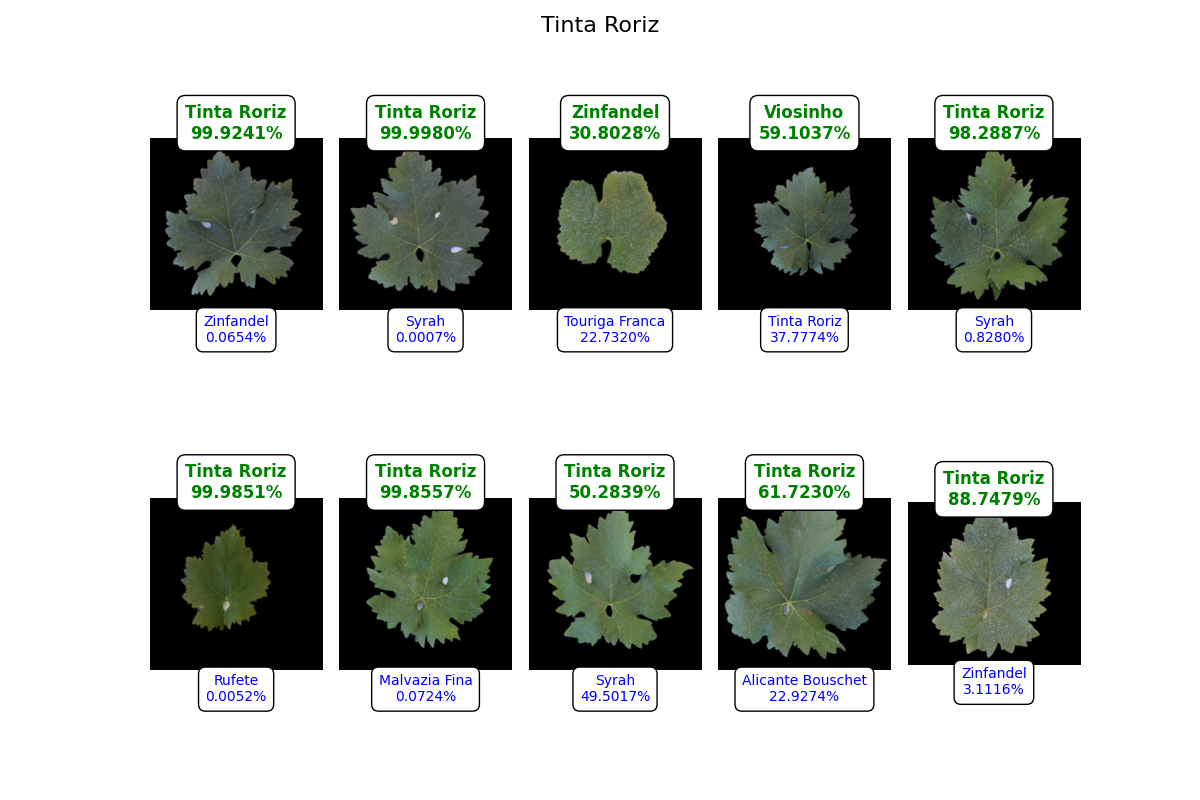 Tinta Roriz
Tinta Roriz
99.9241%
Tinta Roriz
99.9980%
Zinfandel
30.8028%
Viosinho
59.1037%
Tinta Roriz
98.2887%
Zinfandel
0.0654%
Syrah
0.0007%
Touriga Franca
22.7320%
Tinta Roriz
37.7774%
Syrah
0.8280%
Tinta Roriz
99.9851%
Tinta Roriz
99.8557%
Tinta Roriz
50.2839%
Tinta Roriz
61.7230%
Tinta Roriz
88.7479%
Rufete
0.0052%
Malvazia Fina
0.0724%
Syrah
49.5017%
Alicante Bouschet
22.9274%
Zinfandel
3.1116%